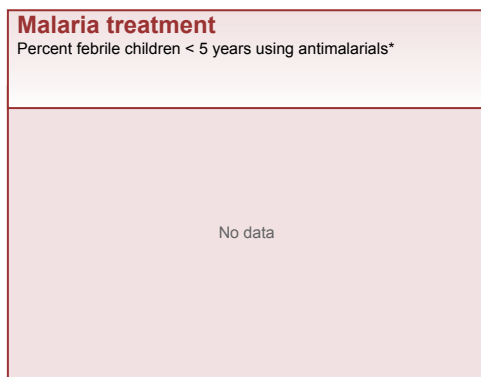 Malaria treatment
Percent febrile children < 5 years using antimalarials*
No data